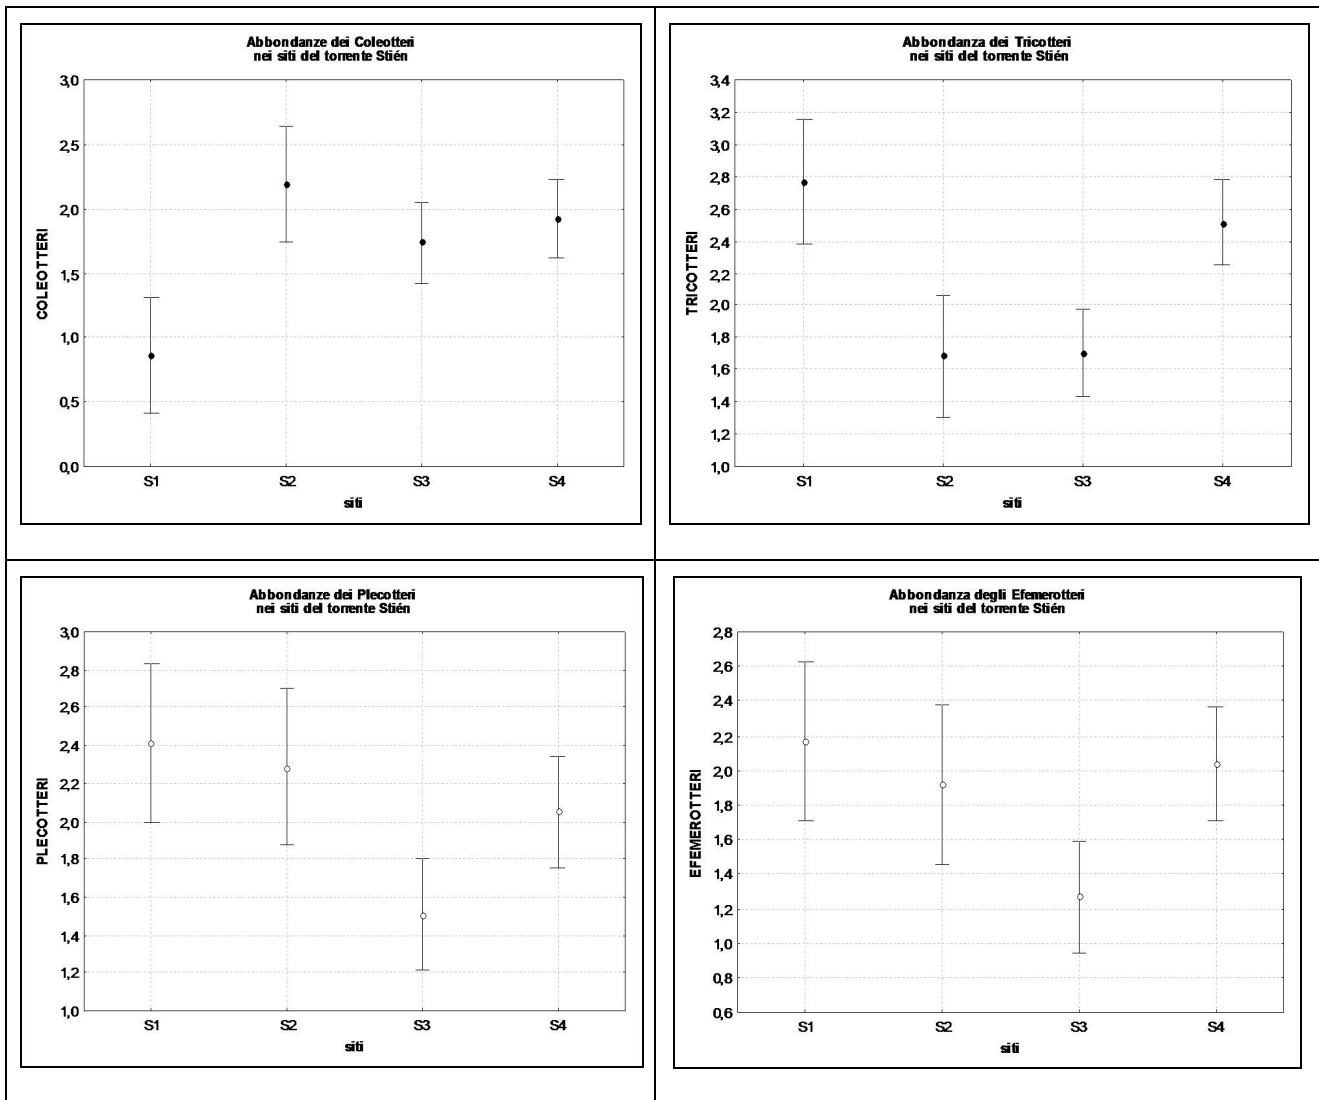 Abbondanze dei Coleotteri
nei siti del torrente Stién
3,0
2,5
2,0
1,5
1,0
0,5
0,0
COLEOTTERI
S1 S2 S3 S4
siti
Abbondanza dei Tricotteri
nei siti del torrente Stién
3,4
3,2
3,0
2,8
2,6
2,4
2,2
2,0
1,8
1,6
1,4
1,2
1,0
TRICOTTERI
S1 S2 S3 S4
siti
Abbondanze dei Plecotteri
nei siti del torrente Stién
3,0
2,8
2,6
2,4
2,2
2,0
1,8
1,6
1,4
1,2
1,0
PLECOTTERI
S1 S2 S3 S4
siti
Abbondanza degli Efemerotteri
nei siti del torrente Stién
2,8
2,6
2,4
2,2
2,0
1,8
1,6
1,4
1,2
1,0
0,8
0,6
EFEMEROTTERI
S1 S2 S3 S4
siti